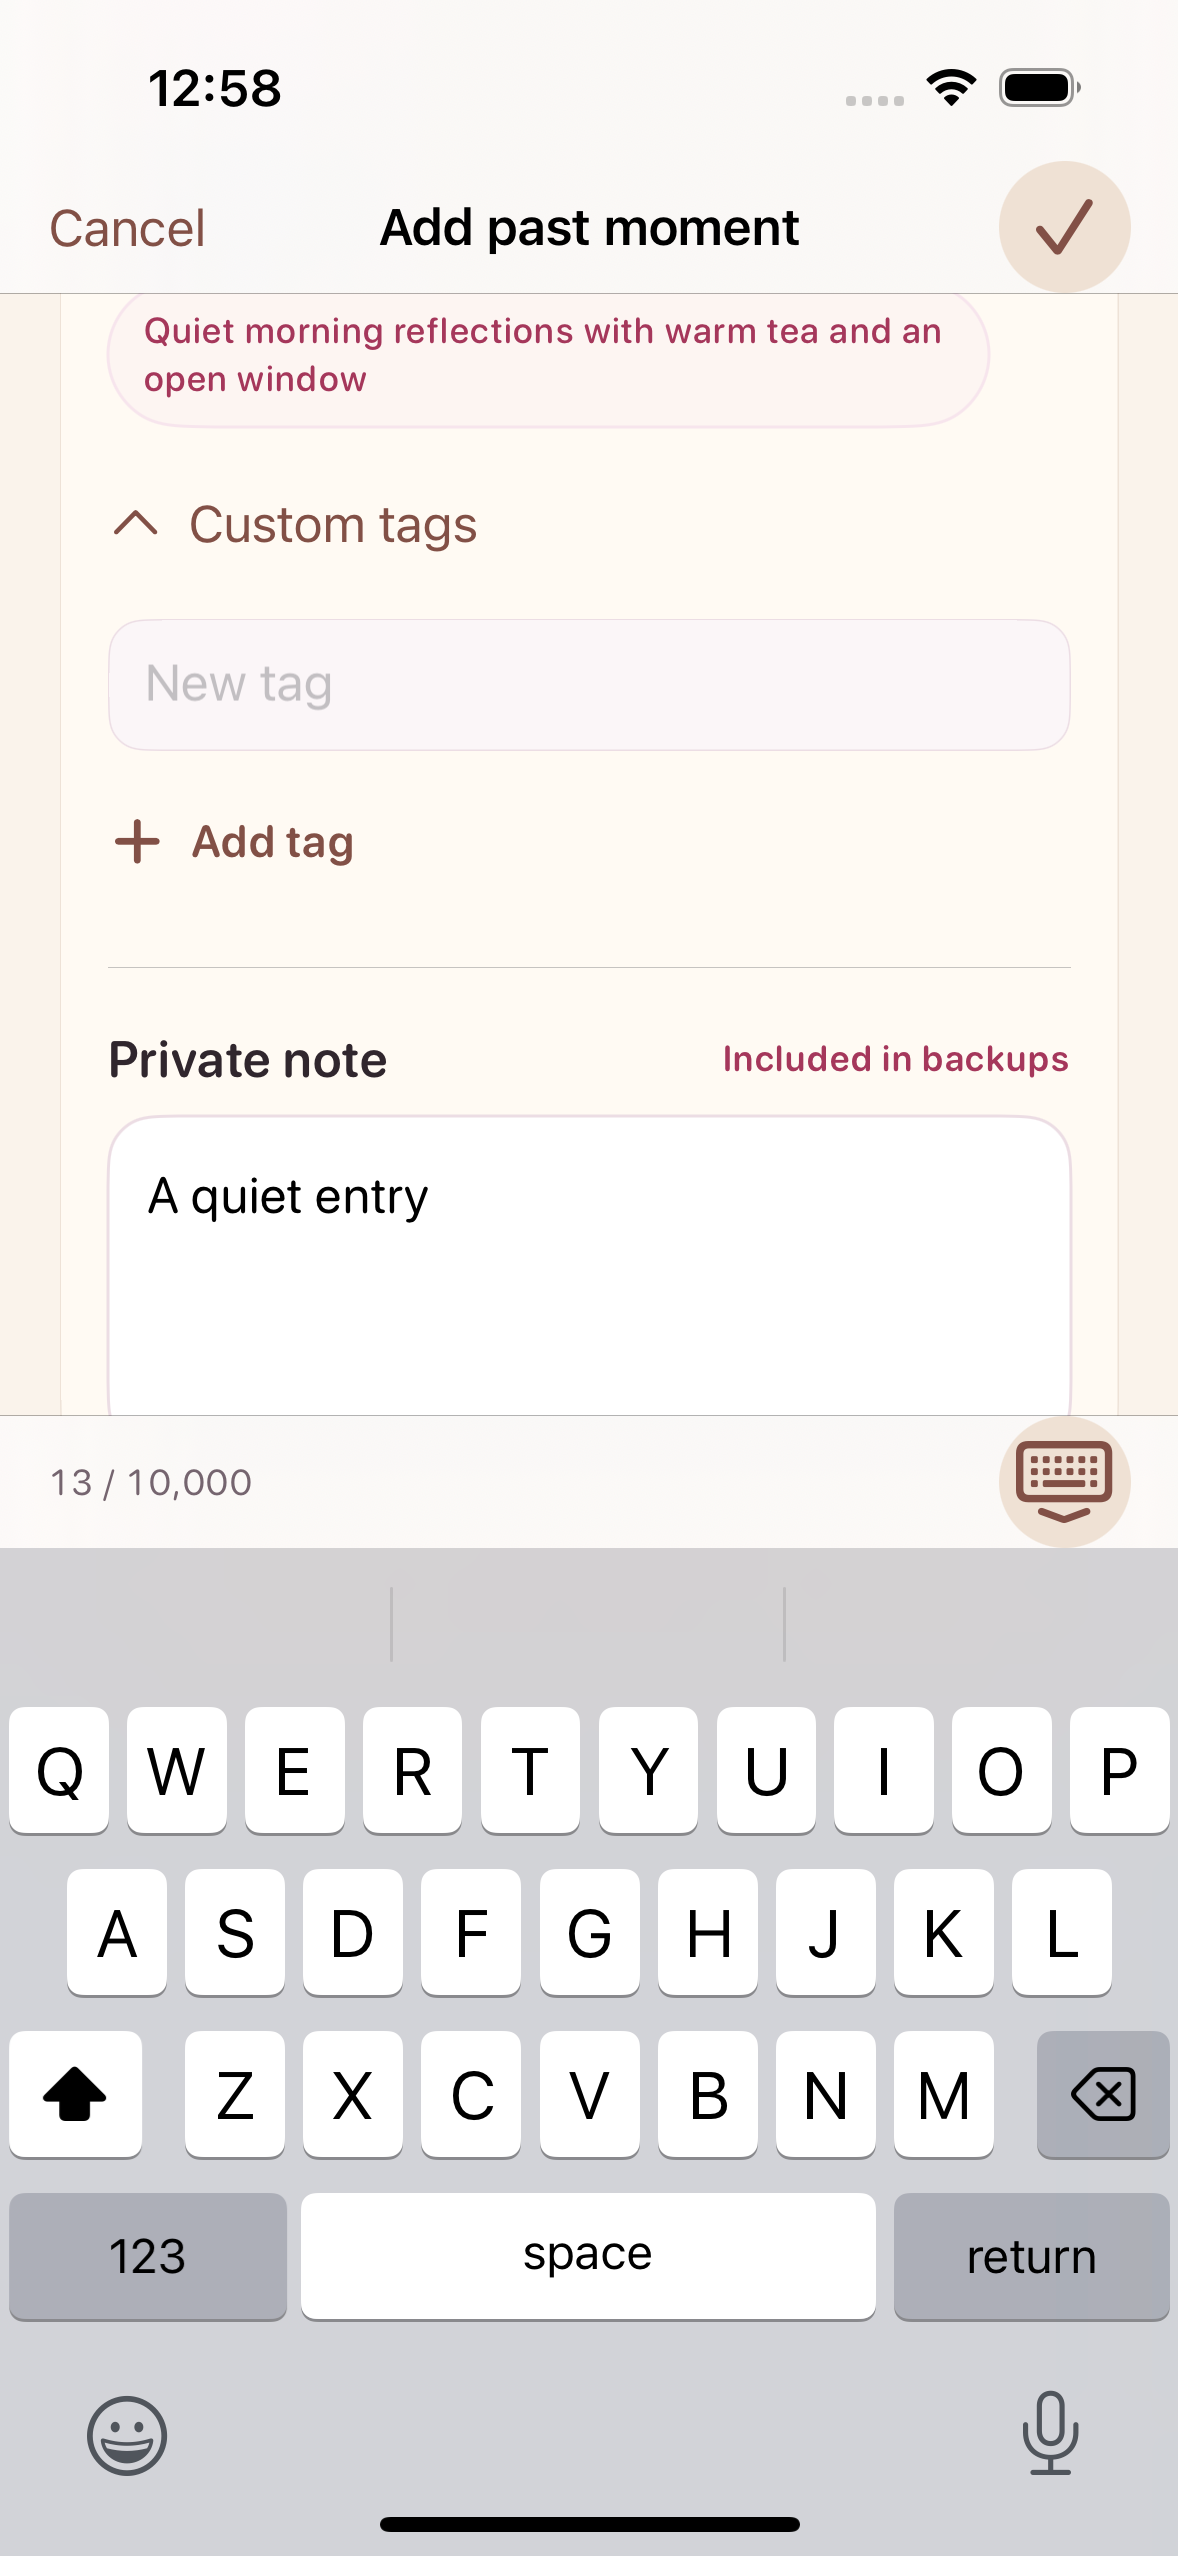 12:58
Cancel
Add past moment
Quiet morning reflections with warm tea and an
open window
Custom tags
New tag
Add tag
Private note
Included in backups
A quiet entry
13 / 10,000
Q W E R T Y U I O P
A S D F G H J K L
Z X C V B N M
123 space return